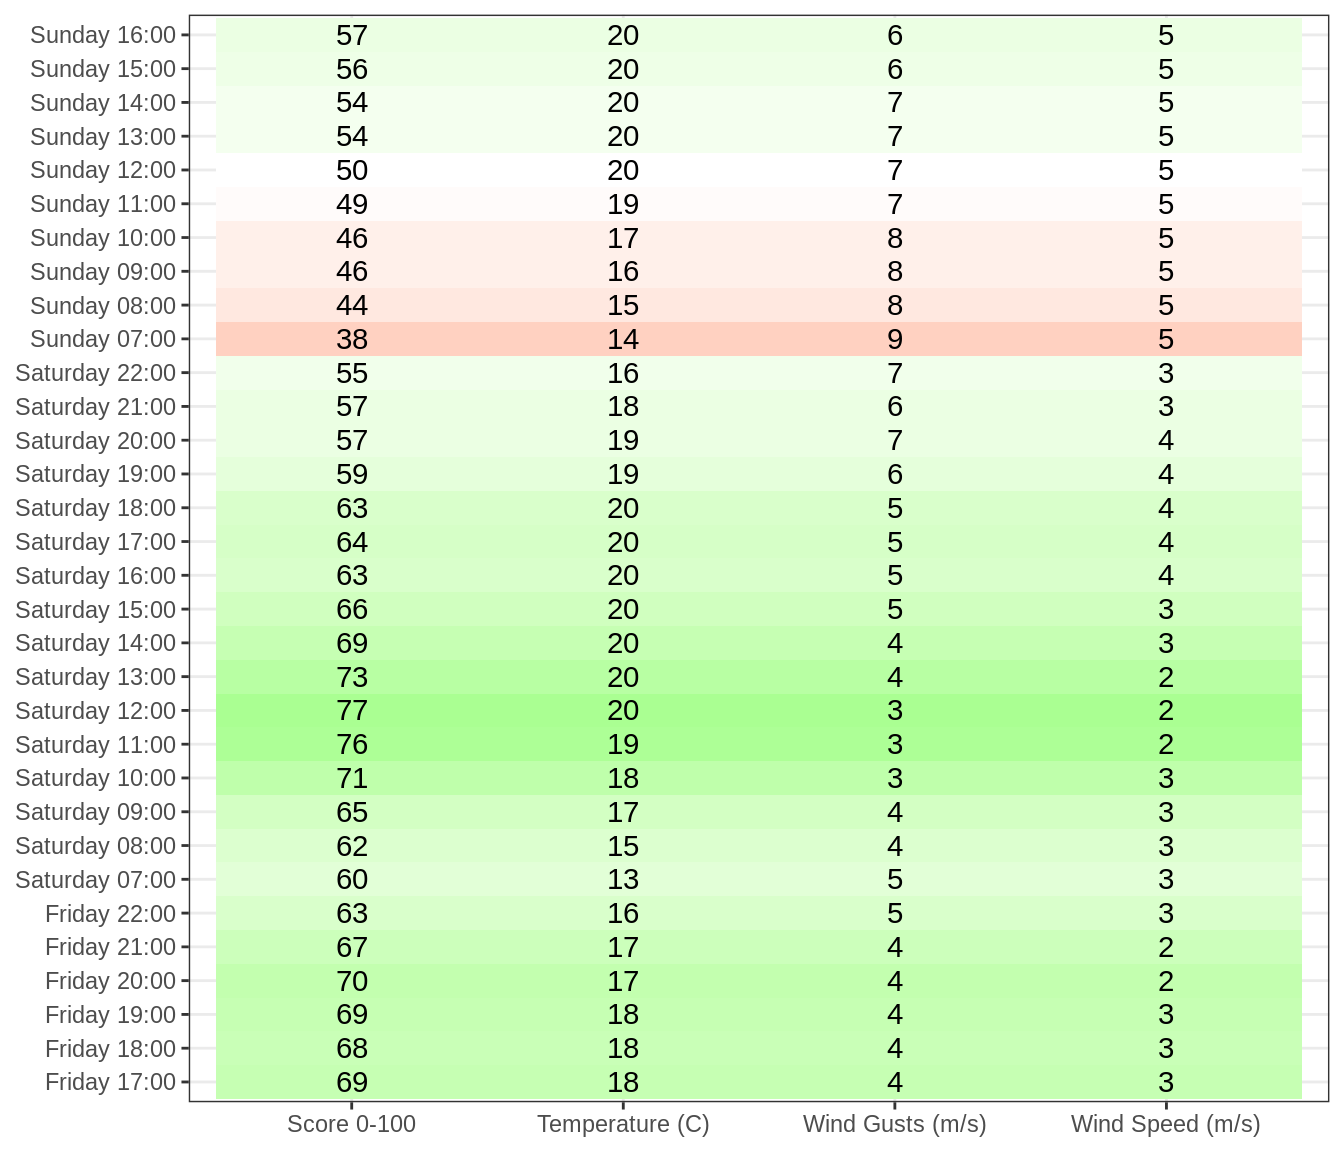 Sunday 16:00 57 20 6 5
Sunday 15:00 56 20 6 5
Sunday 14:00 54 20 7 5
Sunday 13:00 54 20 7 5
Sunday 12:00 50 20 7 5
Sunday 11:00 49 19 7 5
Sunday 10:00 46 17 8 5
Sunday 09:00 46 16 8 5
Sunday 08:00 44 15 8 5
Sunday 07:00 38 14 9 5
Saturday 22:00 55 16 7 3
Saturday 21:00 57 18 6 3
Saturday 20:00 57 19 7 4
Saturday 19:00 59 19 6 4
Saturday 18:00 63 20 5 4
Saturday 17:00 64 20 5 4
Saturday 16:00 63 20 5 4
Saturday 15:00 66 20 5 3
Saturday 14:00 69 20 4 3
Saturday 13:00 73 20 4 2
Saturday 12:00 77 20 3 2
Saturday 11:00 76 19 3 2
Saturday 10:00 71 18 3 3
Saturday 09:00 65 17 4 3
Saturday 08:00 62 15 4 3
Saturday 07:00 60 13 5 3
Friday 22:00 63 16 5 3
Friday 21:00 67 17 4 2
Friday 20:00 70 17 4 2
Friday 19:00 69 18 4 3
Friday 18:00 68 18 4 3
Friday 17:00 69 18 4 3
Score 0-100 Temperature (C) Wind Gusts (m/s) Wind Speed (m/s)